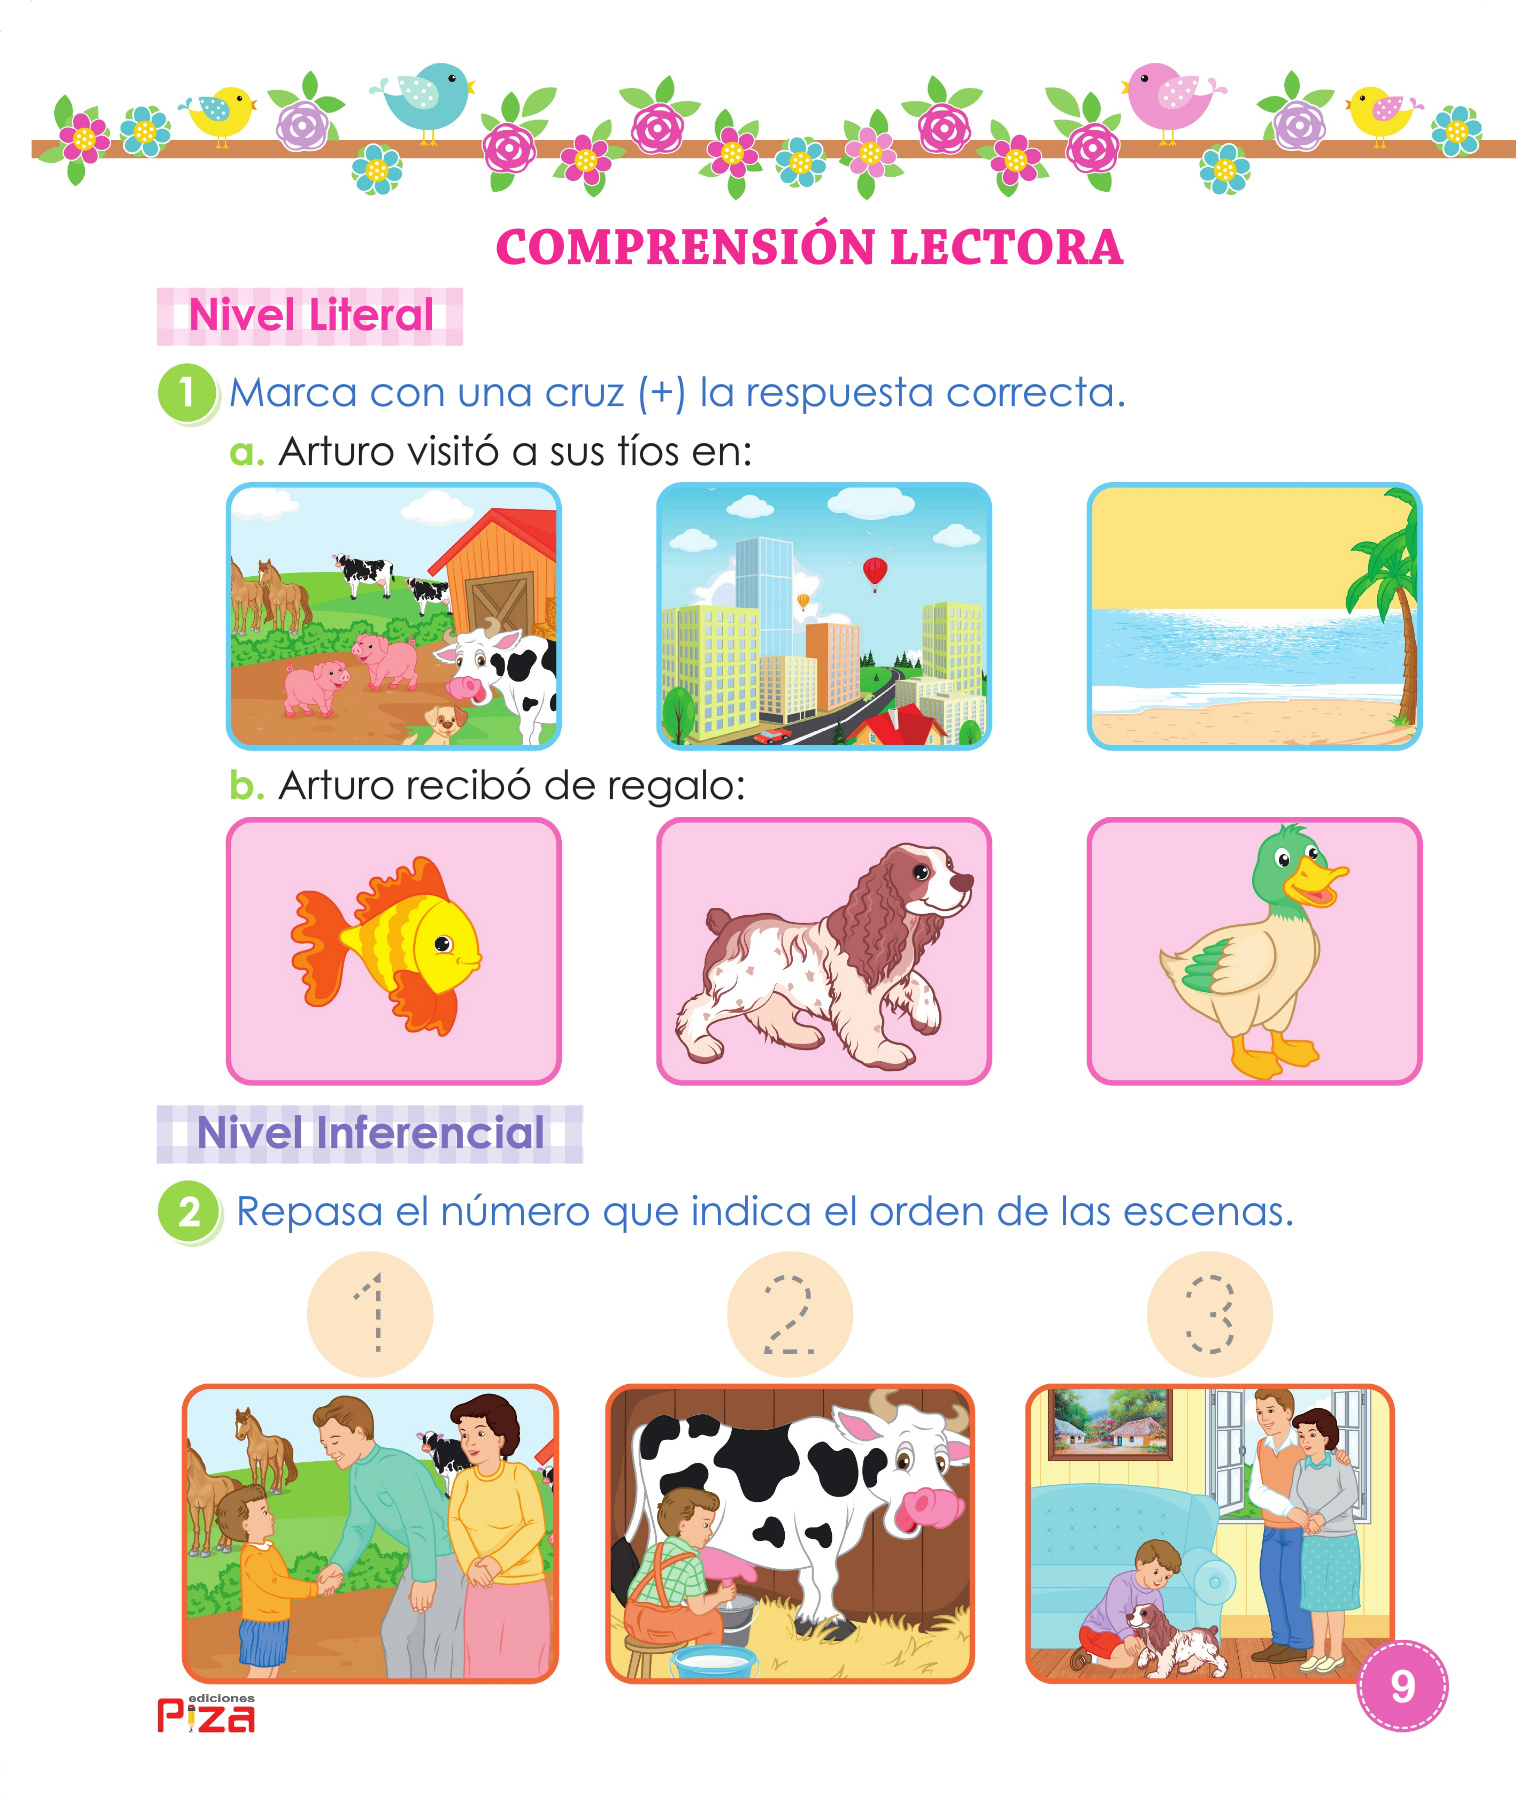 COMPRENSIÓN LECTORA
Nivel Literal
1 Marca con una cruz (+) la respuesta correcta.
a. Arturo visitó a sus tíos en:
b. Arturo recibó de regalo:
Nivel Inferencial
2 Repasa el número que indica el orden de las escenas.
1 2 3
ediciones
Piza
9